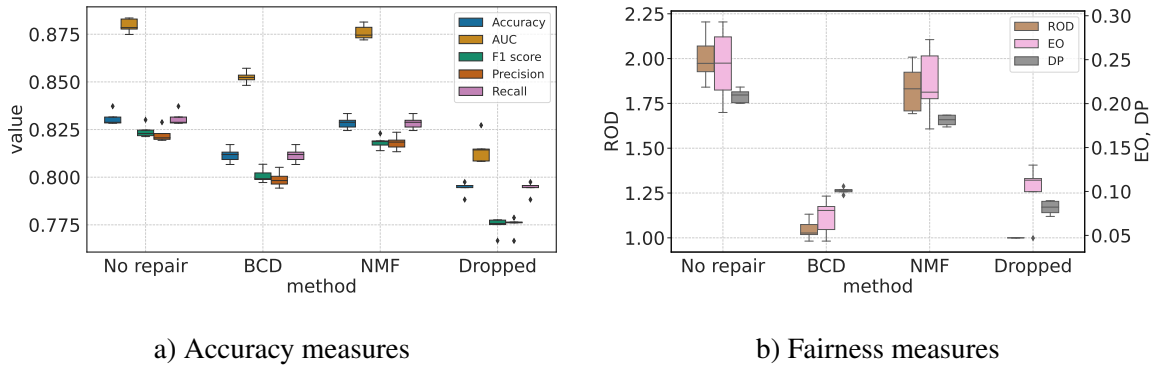 0.875
0.850
0.825
0.800
0.775
value
Accuracy
AUC
F1 score
Precision
Recall
No repair BCD NMF Dropped
method
a) Accuracy measures
2.25
2.00
1.75
1.50
1.25
1.00
ROD
ROD
EO
DP
0.30
0.25
0.20
0.15
0.10
0.05
EO, DP
No repair BCD NMF Dropped
method
b) Fairness measures